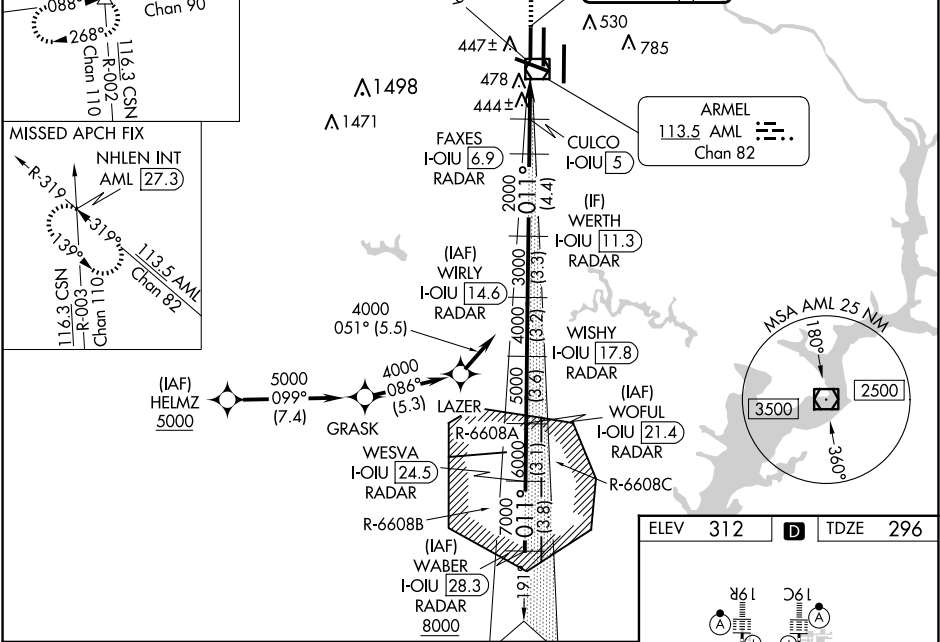 088°
268°
Chan 90
116.3 CSN
R-002
Chan 110
530
785
447±
478
444±
1498
1471
ARMEL
113.5 AML
Chan 82
MISSED APCH FIX
NHLEN INT
AML 27.3
R-319
319°
139°
113.5 AML
Chan 82
116.3 CSN
R-003
Chan 110
FAXES
I-OIU 6.9
RADAR
CULCO
I-OIU 5
2000
011°
(4.4)
(IF)
WERTH
I-OIU 11.3
RADAR
(IAF)
WIRLY
I-OIU 14.6
RADAR
3000
(3.3)
4000
051° (5.5)
4000
(3.2)
WISHY
I-OIU 17.8
RADAR
MSA AML 25 NM
180°
3500
2500
360°
(IAF)
HELMZ
5000
5000
099°
(7.4)
GRASK
4000
086°
(5.3)
LAZER
5000
(3.6)
(IAF)
WOFUL
I-OIU 21.4
RADAR
R-6608A
WESVA
I-OIU 24.5
RADAR
6000
(3.1)
R-6608C
R-6608B
7000
011°
(3.8)
(IAF)
WABER
I-OIU 28.3
RADAR
8000
191°
ELEV 312
D
TDZE 296
19R
19C
A
A